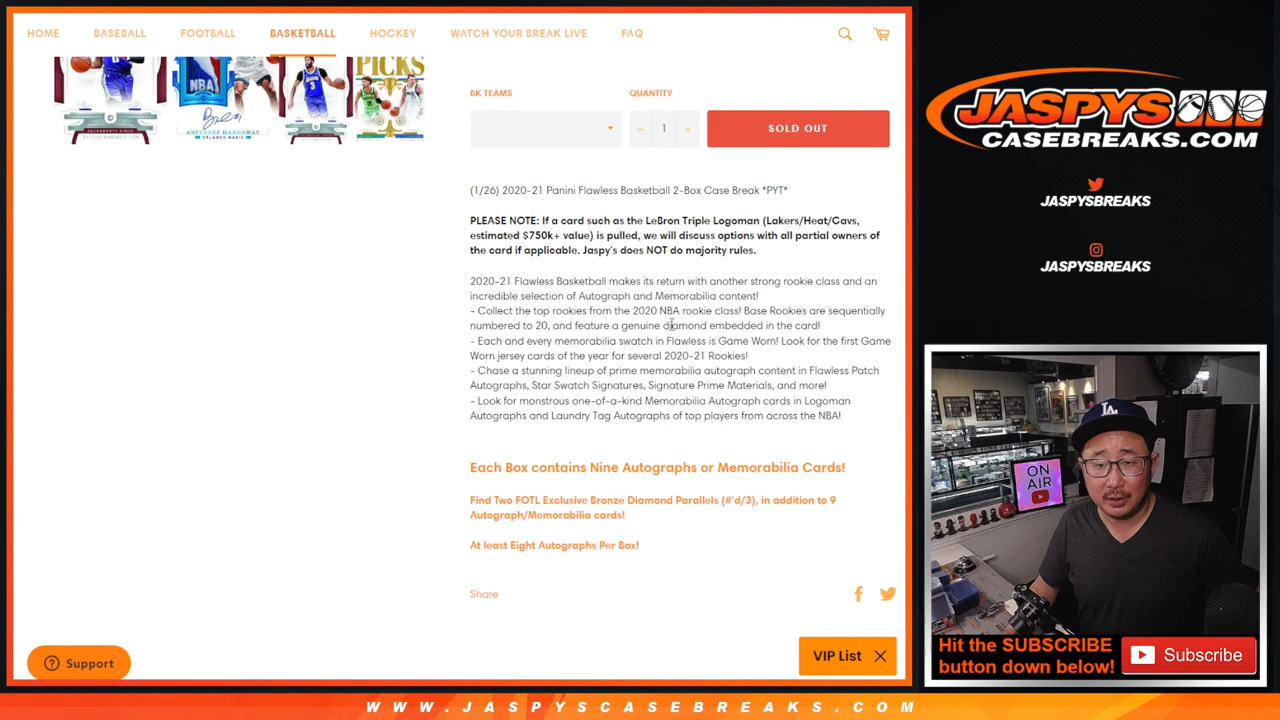 HOME BASEBALL FOOTBALL BASKETBALL HOCKEY WATCH YOUR BREAK LIVE FAQ
NBA
PICKS
SACRAMENTO KINGS
ANFERNEE HARDAWAY
ORLANDO MAGIC
BK TEAMS QUANTITY
− 1 + SOLD OUT
(1/26) 2020-21 Panini Flawless Basketball 2-Box Case Break *PYT*
PLEASE NOTE: If a card such as the LeBron Triple Logoman (Lakers/Heat/Cavs,
estimated $750k+ value) is pulled, we will discuss options with all partial owners of
the card if applicable. Jaspy's does NOT do majority rules.
2020-21 Flawless Basketball makes its return with another strong rookie class and an
incredible selection of Autograph and Memorabilia content!
- Collect the top rookies from the 2020 NBA rookie class! Base Rookies are sequentially
numbered to 20, and feature a genuine diamond embedded in the card!
- Each and every memorabilia swatch in Flawless is Game Worn! Look for the first Game
Worn jersey cards of the year for several 2020-21 Rookies!
- Chase a stunning lineup of prime memorabilia autograph content in Flawless Patch
Autographs, Star Swatch Signatures, Signature Prime Materials, and more!
- Look for monstrous one-of-a-kind Memorabilia Autograph cards in Logoman
Autographs and Laundry Tag Autographs of top players from across the NBA!
Each Box contains Nine Autographs or Memorabilia Cards!
Find Two FOTL Exclusive Bronze Diamond Parallels (#'d/3), in addition to 9
Autograph/Memorabilia cards!
At least Eight Autographs Per Box!
Share
Support
VIP List
JASPYS
CASEBREAKS.COM
JASPYSBREAKS
JASPYSBREAKS
ON
AIR
LA
Hit the SUBSCRIBE
button down below!
Subscribe
WWW.JASPYSCASEBREAKS.COM